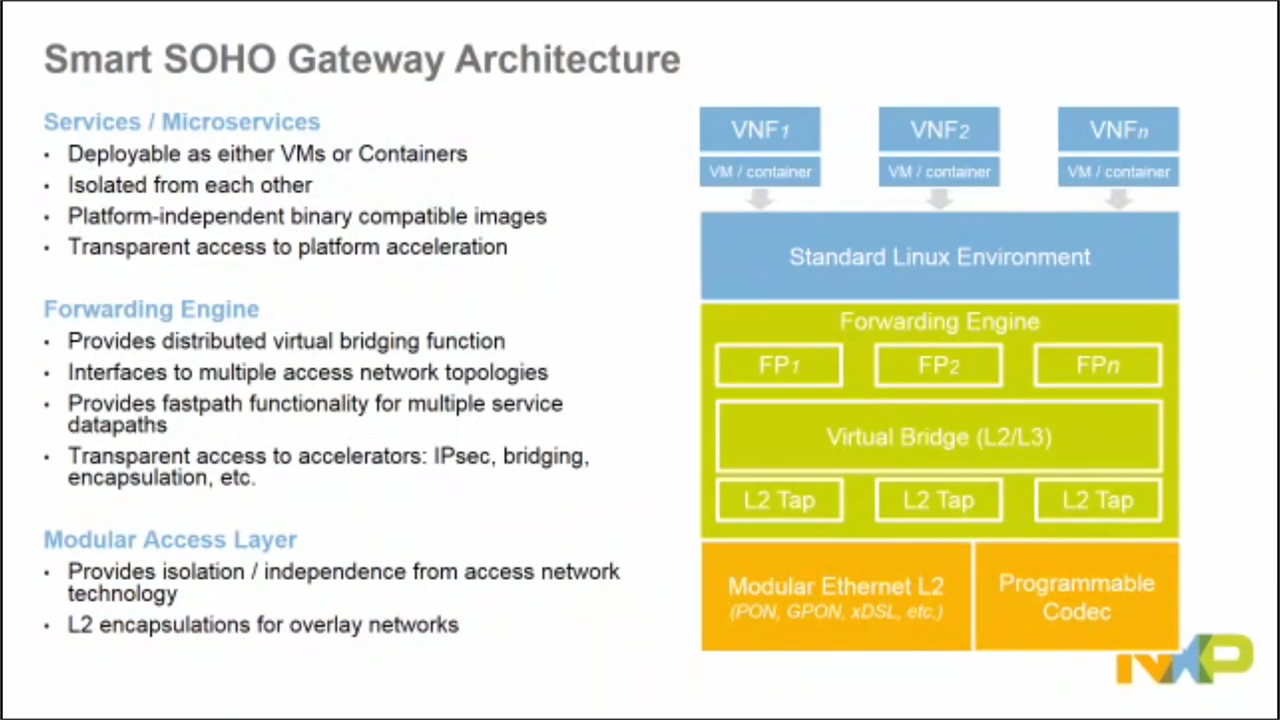 Smart SOHO Gateway Architecture
Services / Microservices
· Deployable as either VMs or Containers
· Isolated from each other
· Platform-independent binary compatible images
· Transparent access to platform acceleration
Forwarding Engine
· Provides distributed virtual bridging function
· Interfaces to multiple access network topologies
· Provides fastpath functionality for multiple service
datapaths
· Transparent access to accelerators: IPsec, bridging,
encapsulation, etc.
Modular Access Layer
· Provides isolation / independence from access network
technology
· L2 encapsulations for overlay networks
VNF1
VNF2
VNFn
VM / container
VM / container
VM / container
Standard Linux Environment
Forwarding Engine
FP1
FP2
FPn
Virtual Bridge (L2/L3)
L2 Tap
L2 Tap
L2 Tap
Modular Ethernet L2
(PON, GPON, xDSL, etc.)
Programmable
Codec
NXP